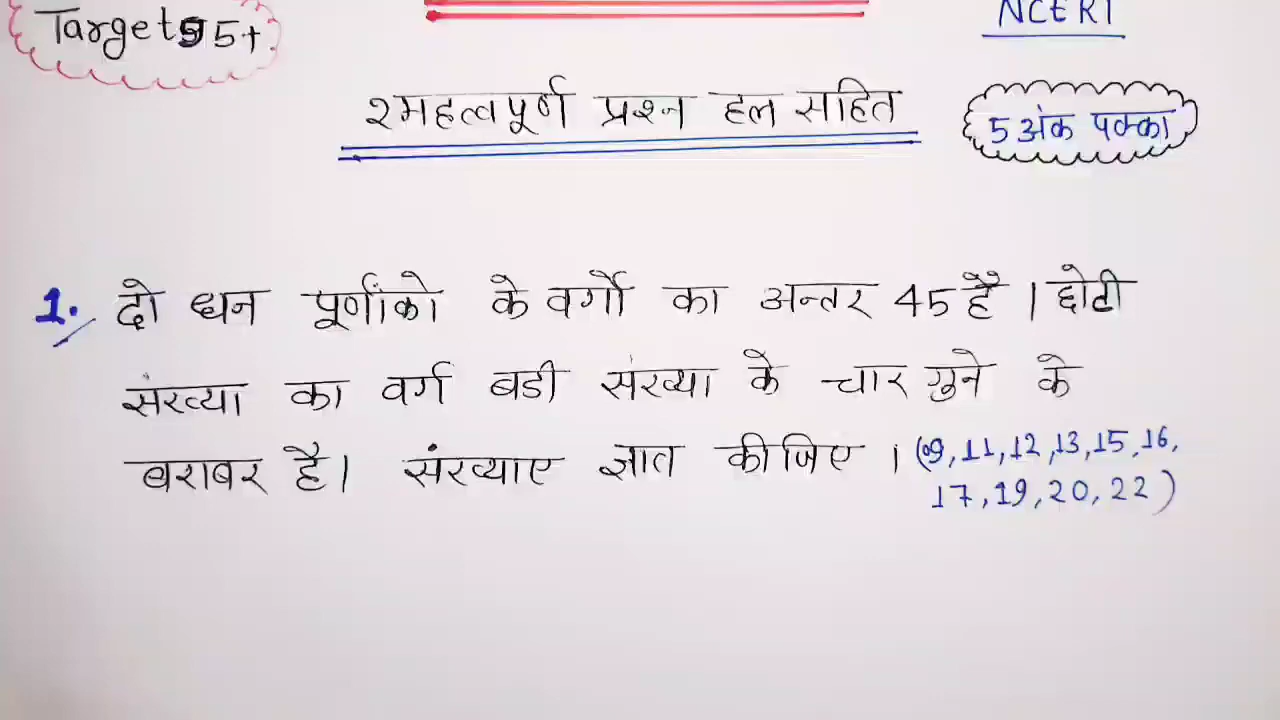 Target 95+
NCERT
२महत्वपूर्ण प्रश्न हल सहित
5 अंक पक्का
1. दो धन पूर्णांको के वर्गो का अन्तर 45 है । छोटी
संख्या का वर्ग बडी संख्या के चार गुने के
बराबर है। संख्याए ज्ञात कीजिए । (09,11,12,13,15,16,
17,19,20,22)